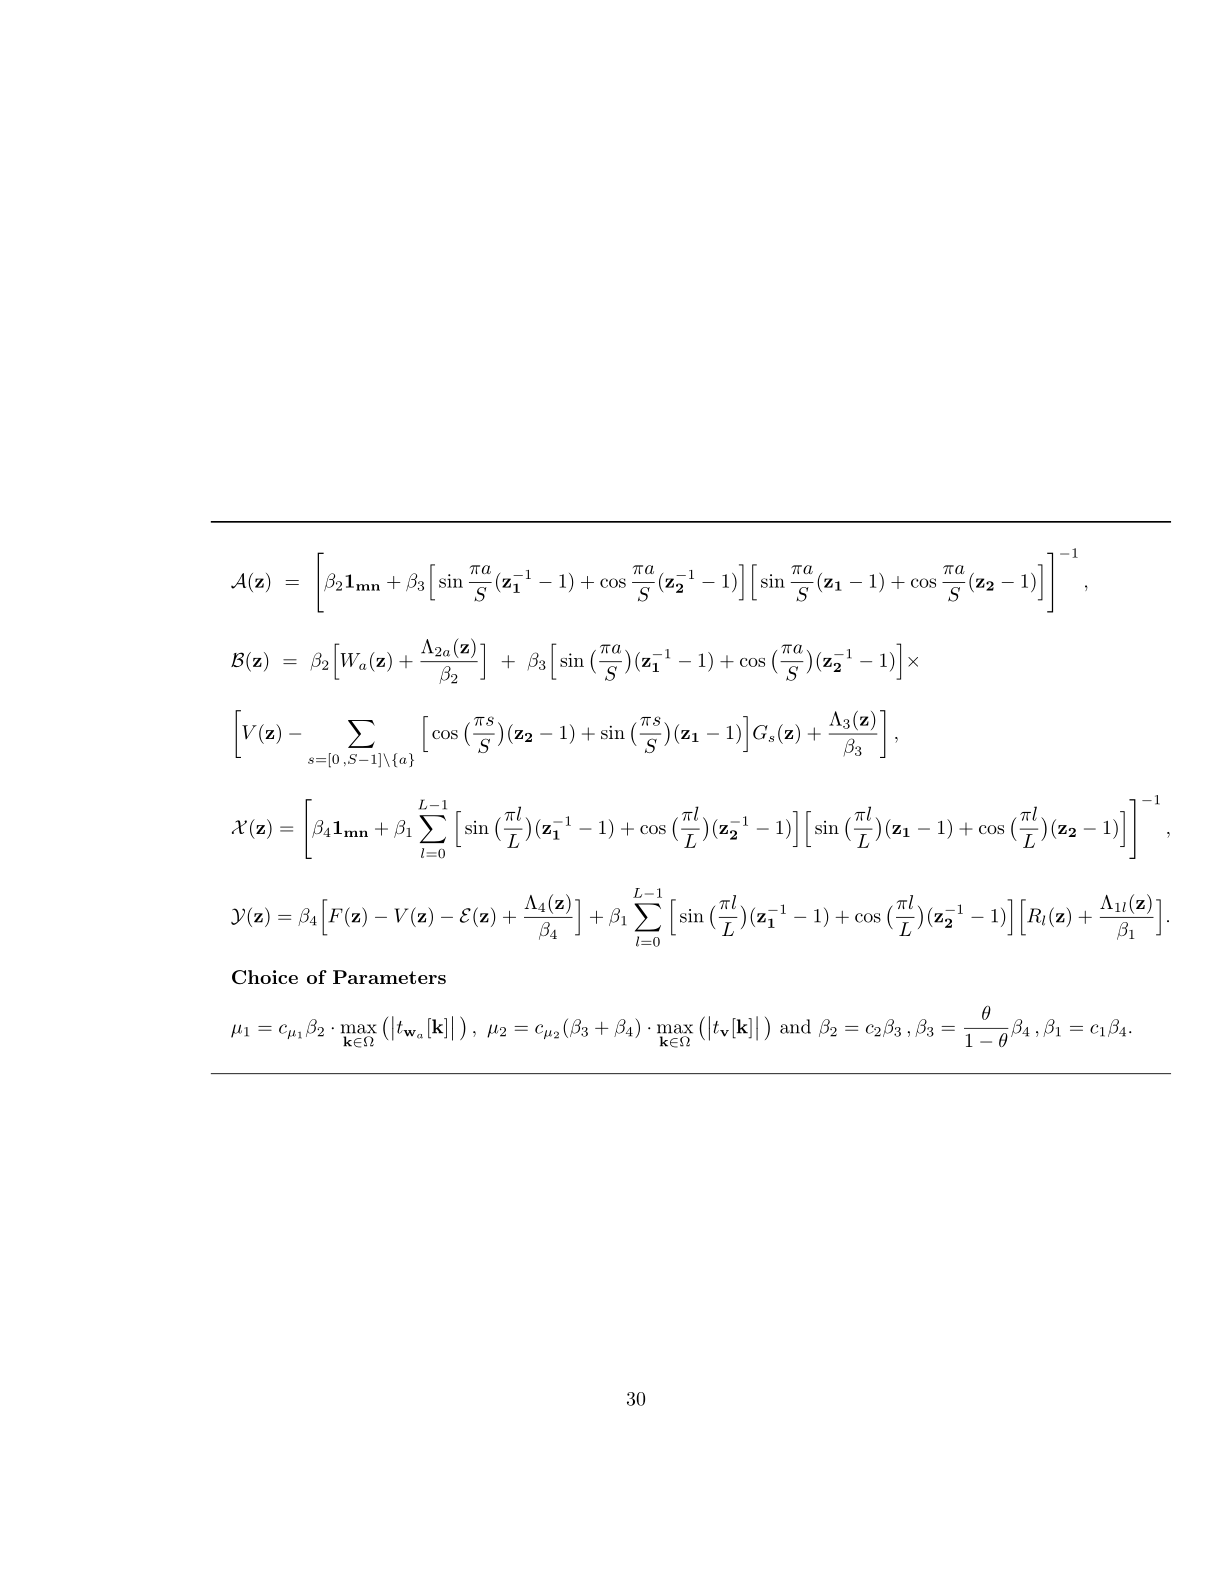 $\mathcal{A}(\mathbf{z}) = \left[ \beta_2 \mathbf{1_{mn}} + \beta_3 \Big[ \sin \frac{\pi a}{S} (\mathbf{z}_1^{-1} - 1) + \cos \frac{\pi a}{S} (\mathbf{z}_2^{-1} - 1) \Big] \Big[ \sin \frac{\pi a}{S} (\mathbf{z_1} - 1) + \cos \frac{\pi a}{S} (\mathbf{z_2} - 1) \Big] \right]^{-1} ,$
$\mathcal{B}(\mathbf{z}) = \beta_2 \Big[ W_a(\mathbf{z}) + \frac{\Lambda_{2a}(\mathbf{z})}{\beta_2} \Big] + \beta_3 \Big[ \sin \big( \frac{\pi a}{S} \big) (\mathbf{z}_1^{-1} - 1) + \cos \big( \frac{\pi a}{S} \big) (\mathbf{z}_2^{-1} - 1) \Big] \times$
$\left[ V(\mathbf{z}) - \sum_{s=[0\,,S-1]\backslash\{a\}} \Big[ \cos \big( \frac{\pi s}{S} \big) (\mathbf{z_2} - 1) + \sin \big( \frac{\pi s}{S} \big) (\mathbf{z_1} - 1) \Big] G_s(\mathbf{z}) + \frac{\Lambda_3(\mathbf{z})}{\beta_3} \right] ,$
$\mathcal{X}(\mathbf{z}) = \left[ \beta_4 \mathbf{1_{mn}} + \beta_1 \sum_{l=0}^{L-1} \Big[ \sin \big( \frac{\pi l}{L} \big) (\mathbf{z}_1^{-1} - 1) + \cos \big( \frac{\pi l}{L} \big) (\mathbf{z}_2^{-1} - 1) \Big] \Big[ \sin \big( \frac{\pi l}{L} \big) (\mathbf{z_1} - 1) + \cos \big( \frac{\pi l}{L} \big) (\mathbf{z_2} - 1) \Big] \right]^{-1} ,$
$\mathcal{Y}(\mathbf{z}) = \beta_4 \Big[ F(\mathbf{z}) - V(\mathbf{z}) - \mathcal{E}(\mathbf{z}) + \frac{\Lambda_4(\mathbf{z})}{\beta_4} \Big] + \beta_1 \sum_{l=0}^{L-1} \Big[ \sin \big( \frac{\pi l}{L} \big) (\mathbf{z}_1^{-1} - 1) + \cos \big( \frac{\pi l}{L} \big) (\mathbf{z}_2^{-1} - 1) \Big] \Big[ R_l(\mathbf{z}) + \frac{\Lambda_{1l}(\mathbf{z})}{\beta_1} \Big] .$
Choice of Parameters
$\mu_1 = c_{\mu_1} \beta_2 \cdot \max_{\mathbf{k} \in \Omega} \big( |t_{\mathbf{w}_a}[\mathbf{k}]| \big) , \ \mu_2 = c_{\mu_2} (\beta_3 + \beta_4) \cdot \max_{\mathbf{k} \in \Omega} \big( |t_{\mathbf{v}}[\mathbf{k}]| \big)$ and $\beta_2 = c_2 \beta_3 \, , \beta_3 = \frac{\theta}{1 - \theta} \beta_4 \, , \beta_1 = c_1 \beta_4 .$
30